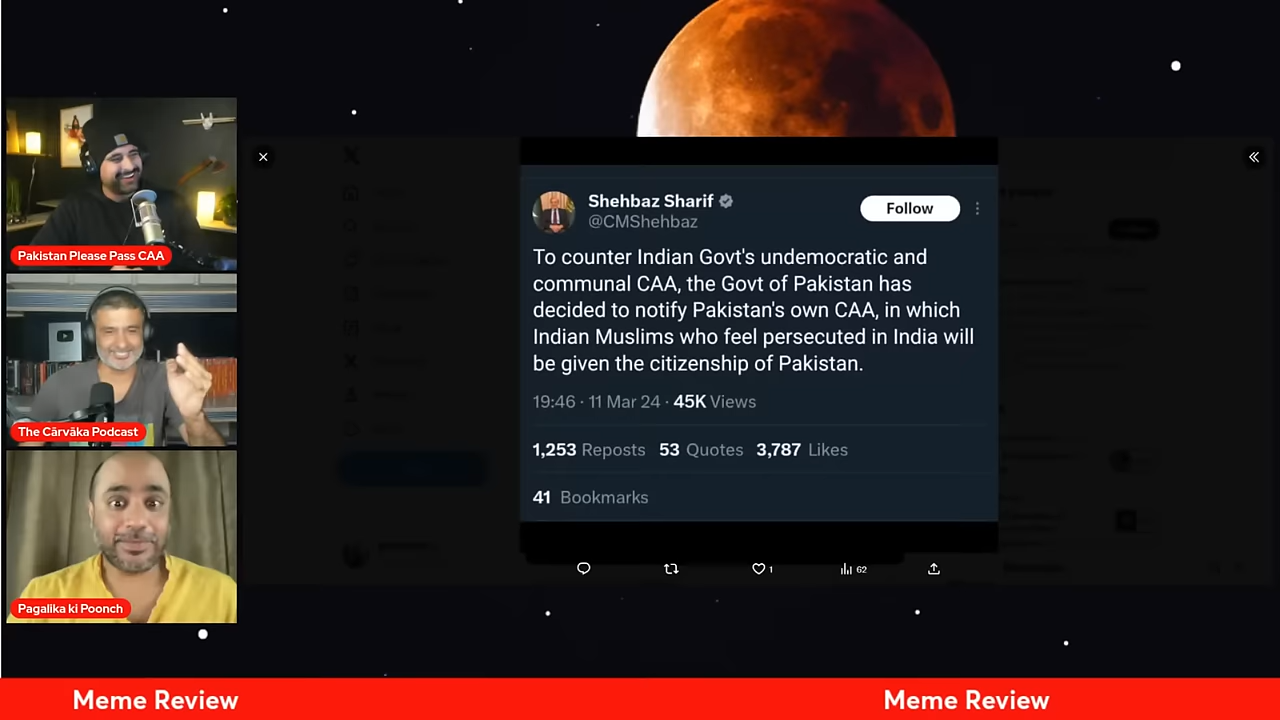 Pakistan Please Pass CAA
The Cārvāka Podcast
Pagalika ki Poonch
Shehbaz Sharif
@CMShehbaz
Follow
To counter Indian Govt's undemocratic and
communal CAA, the Govt of Pakistan has
decided to notify Pakistan's own CAA, in which
Indian Muslims who feel persecuted in India will
be given the citizenship of Pakistan.
19:46 · 11 Mar 24 · 45K Views
1,253 Reposts 53 Quotes 3,787 Likes
41 Bookmarks
1
62
Meme Review
Meme Review